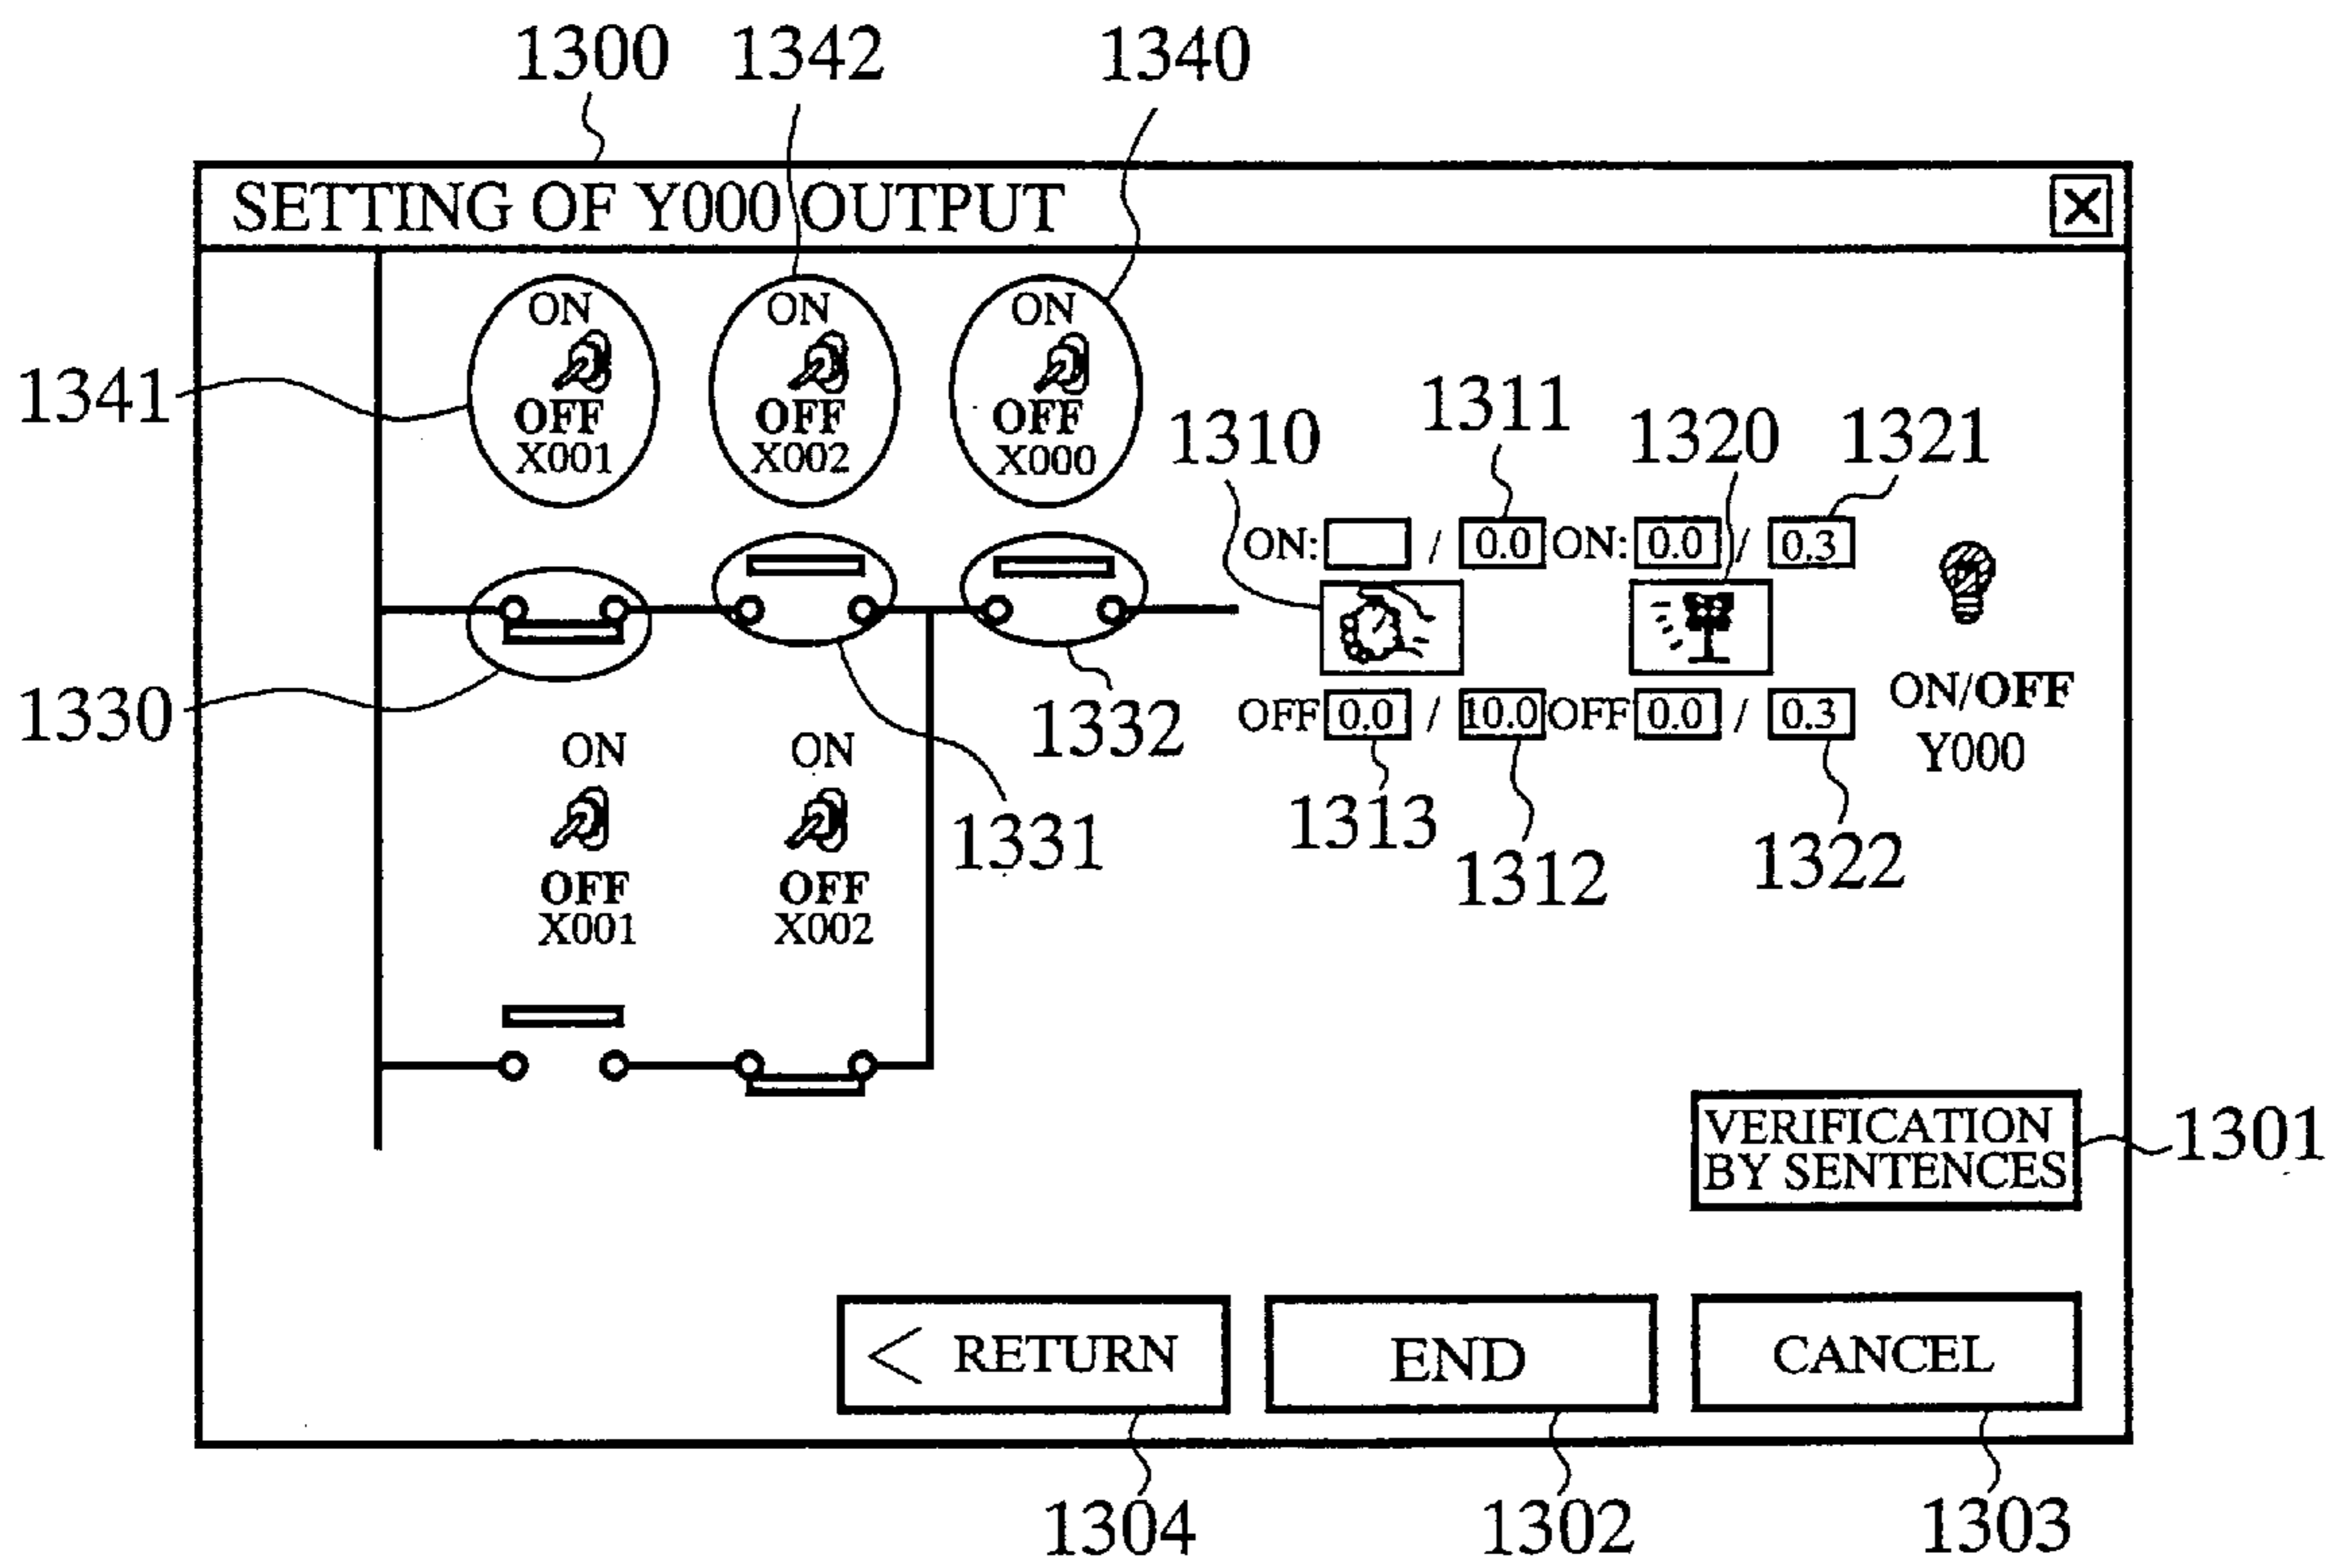 1300 1342 1340
SETTING OF Y000 OUTPUT X
ON ON ON
OFF OFF OFF
X001 X002 X000
1341
1310 1311 1320 1321
ON: / 0.0 ON: 0.0 / 0.3
OFF 0.0 / 10.0 OFF 0.0 / 0.3
ON/OFF
Y000
1330
1332
1331
1313 1312 1322
ON ON
OFF OFF
X001 X002
VERIFICATION
BY SENTENCES
1301
< RETURN END CANCEL
1304 1302 1303